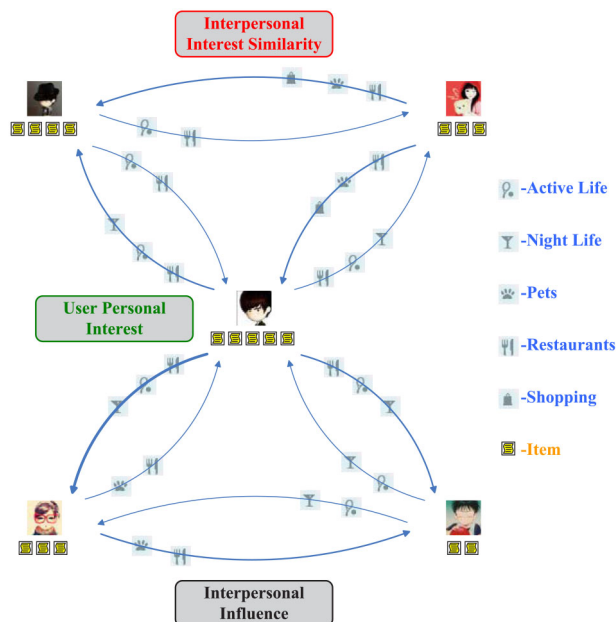 Interpersonal
Interest Similarity
-Active Life
-Night Life
-Pets
User Personal
Interest
-Restaurants
-Shopping
-Item
Interpersonal
Influence